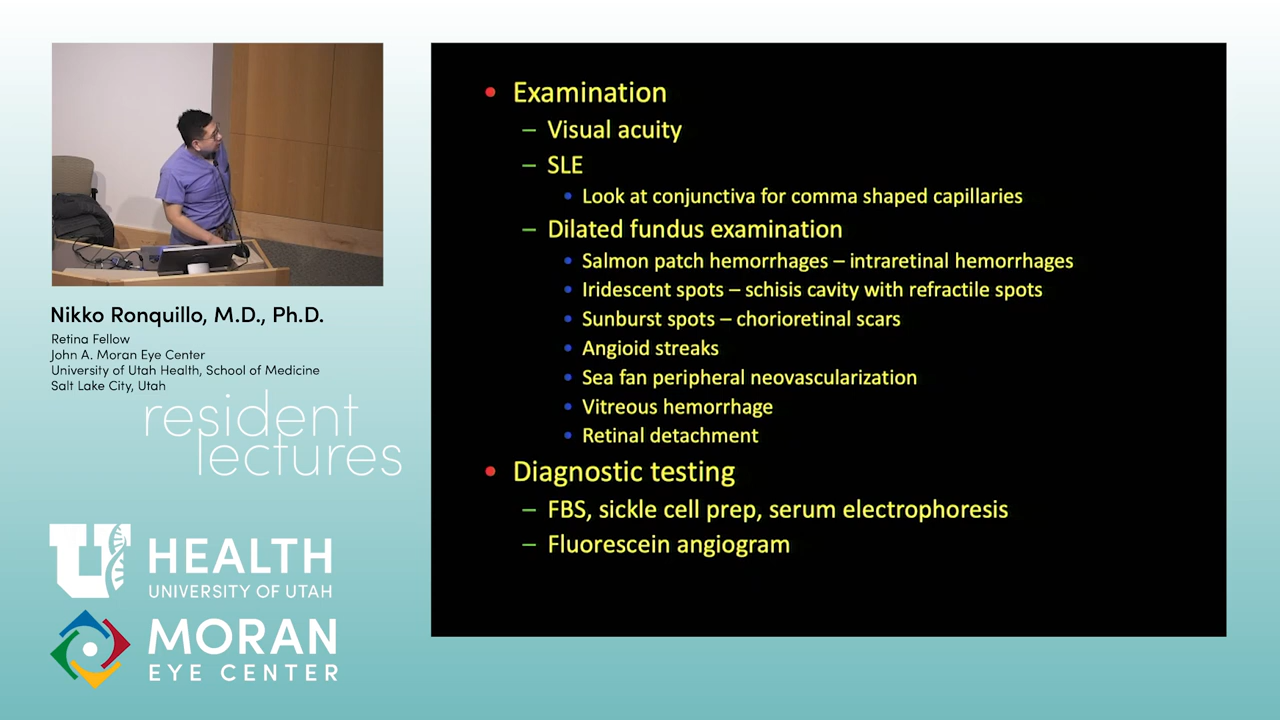 • Examination
– Visual acuity
– SLE
• Look at conjunctiva for comma shaped capillaries
– Dilated fundus examination
• Salmon patch hemorrhages – intraretinal hemorrhages
• Iridescent spots – schisis cavity with refractile spots
• Sunburst spots – chorioretinal scars
• Angioid streaks
• Sea fan peripheral neovascularization
• Vitreous hemorrhage
• Retinal detachment
• Diagnostic testing
– FBS, sickle cell prep, serum electrophoresis
– Fluorescein angiogram
Nikko Ronquillo, M.D., Ph.D.
Retina Fellow
John A. Moran Eye Center
University of Utah Health, School of Medicine
Salt Lake City, Utah
resident
lectures
U HEALTH
UNIVERSITY OF UTAH
MORAN
EYE CENTER